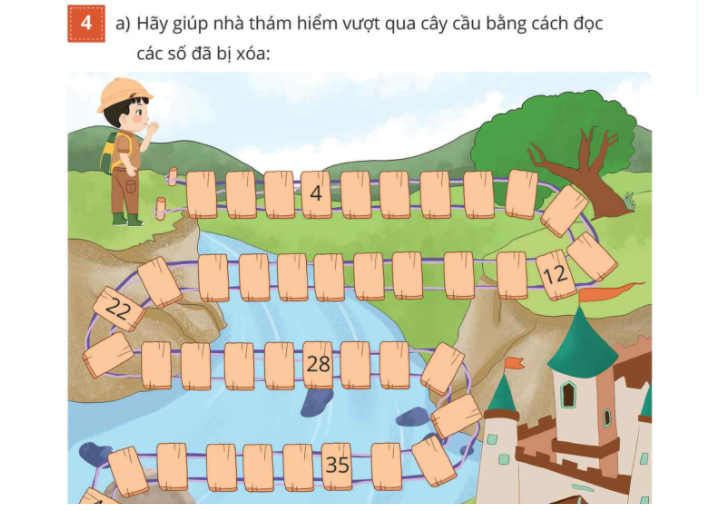 4 a) Hãy giúp nhà thám hiểm vượt qua cây cầu bằng cách đọc
các số đã bị xóa:
4
12
22
28
35